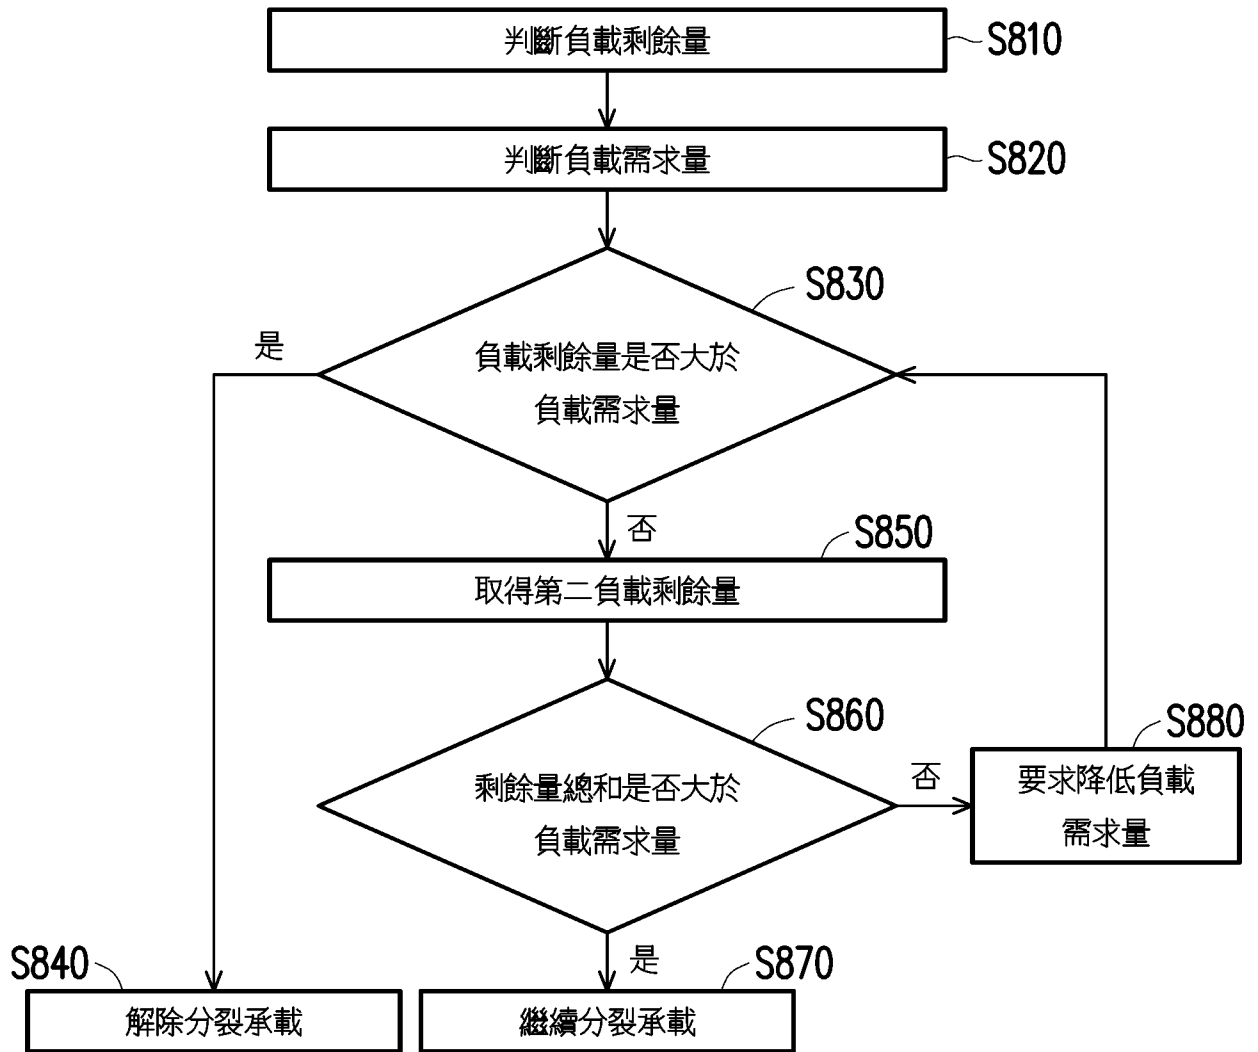 判斷負載剩餘量
S810
判斷負載需求量
S820
S830
是
負載剩餘量是否大於
負載需求量
否
S850
取得第二負載剩餘量
S860
S880
剩餘量總和是否大於
負載需求量
否
要求降低負載
需求量
是
S840
解除分裂承載
S870
繼續分裂承載